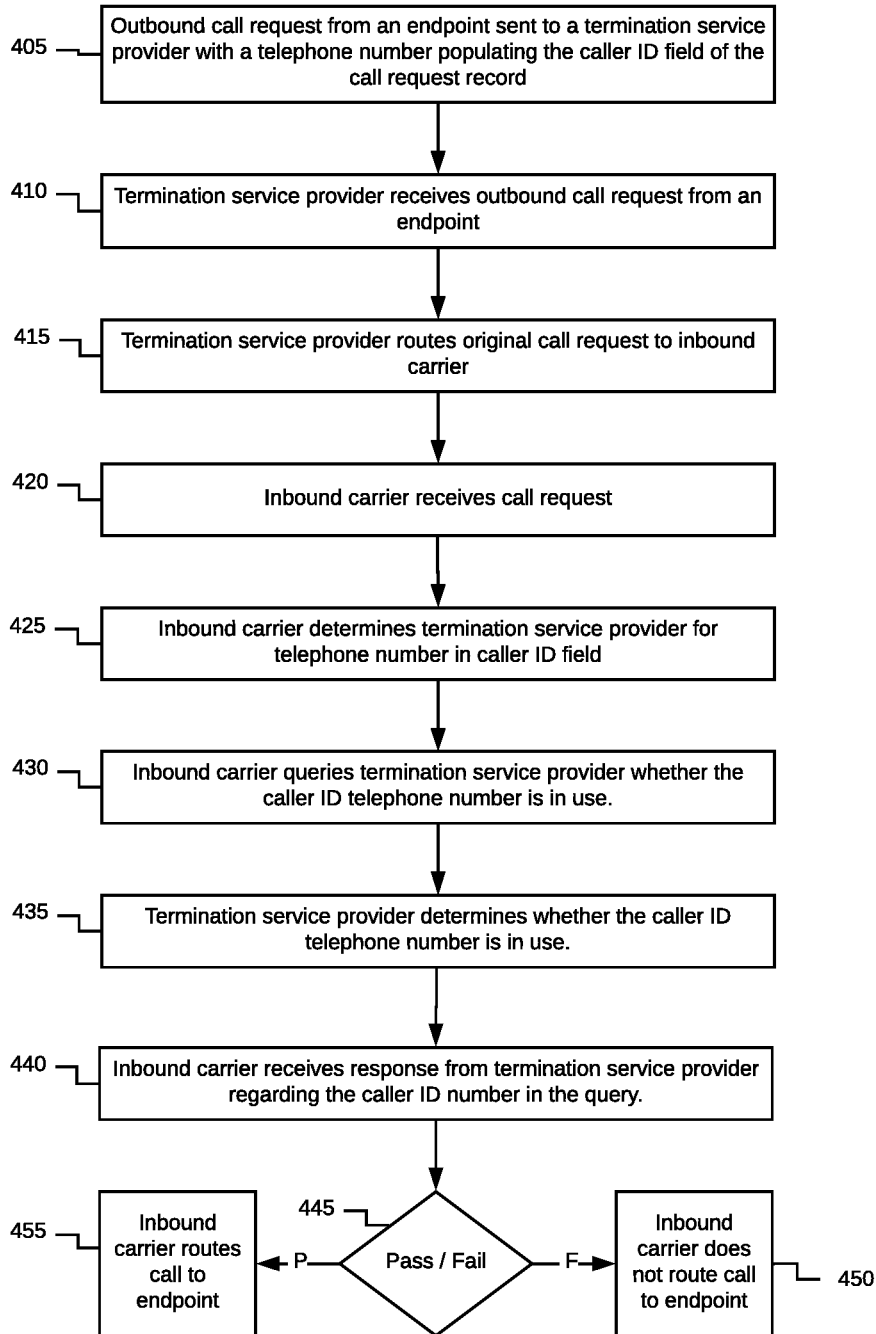 405
Outbound call request from an endpoint sent to a termination service
provider with a telephone number populating the caller ID field of the
call request record
410
Termination service provider receives outbound call request from an
endpoint
415
Termination service provider routes original call request to inbound
carrier
420
Inbound carrier receives call request
425
Inbound carrier determines termination service provider for
telephone number in caller ID field
430
Inbound carrier queries termination service provider whether the
caller ID telephone number is in use.
435
Termination service provider determines whether the caller ID
telephone number is in use.
440
Inbound carrier receives response from termination service provider
regarding the caller ID number in the query.
445
Pass / Fail
P
F
455
Inbound
carrier routes
call to
endpoint
Inbound
carrier does
not route call
to endpoint
450